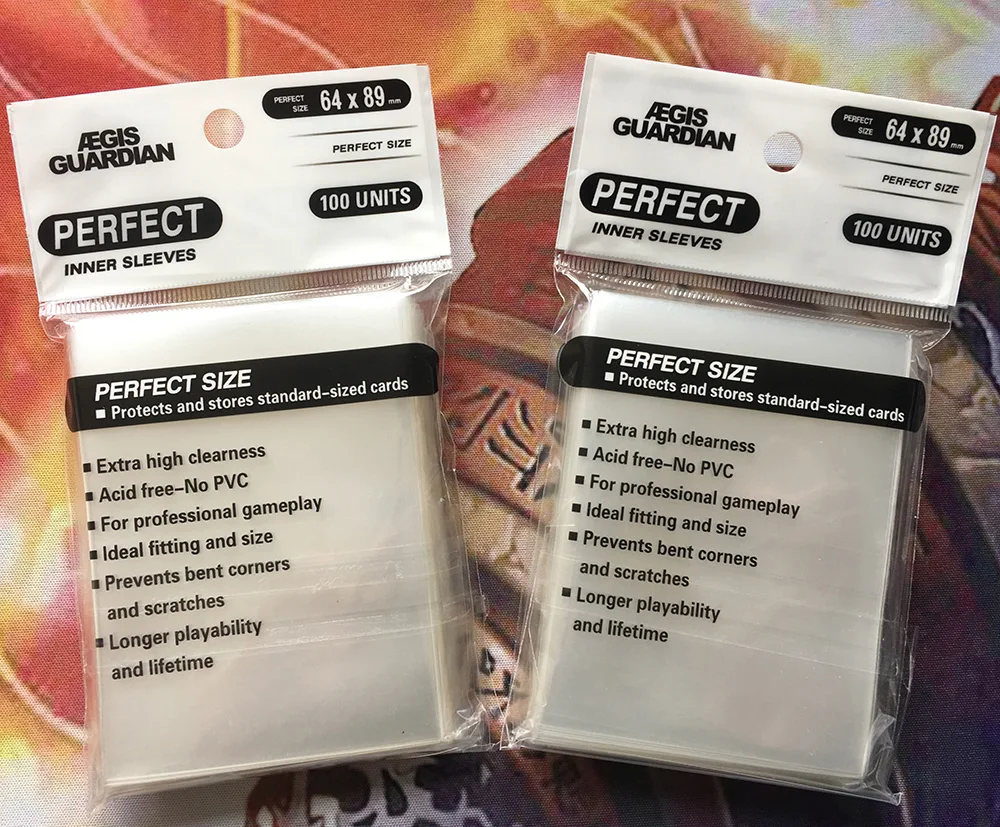 ÆGIS
GUARDIAN
PERFECT
SIZE
64 x 89 mm
PERFECT SIZE
100 UNITS
PERFECT
INNER SLEEVES
PERFECT SIZE
■ Protects and stores standard-sized cards
■ Extra high clearness
■ Acid free-No PVC
■ For professional gameplay
■ Ideal fitting and size
■ Prevents bent corners
and scratches
■ Longer playability
and lifetime
ÆGIS
GUARDIAN
PERFECT
SIZE
64 x 89 mm
PERFECT SIZE
100 UNITS
PERFECT
INNER SLEEVES
PERFECT SIZE
■ Protects and stores standard-sized cards
■ Extra high clearness
■ Acid free-No PVC
■ For professional gameplay
■ Ideal fitting and size
■ Prevents bent corners
and scratches
■ Longer playability
and lifetime